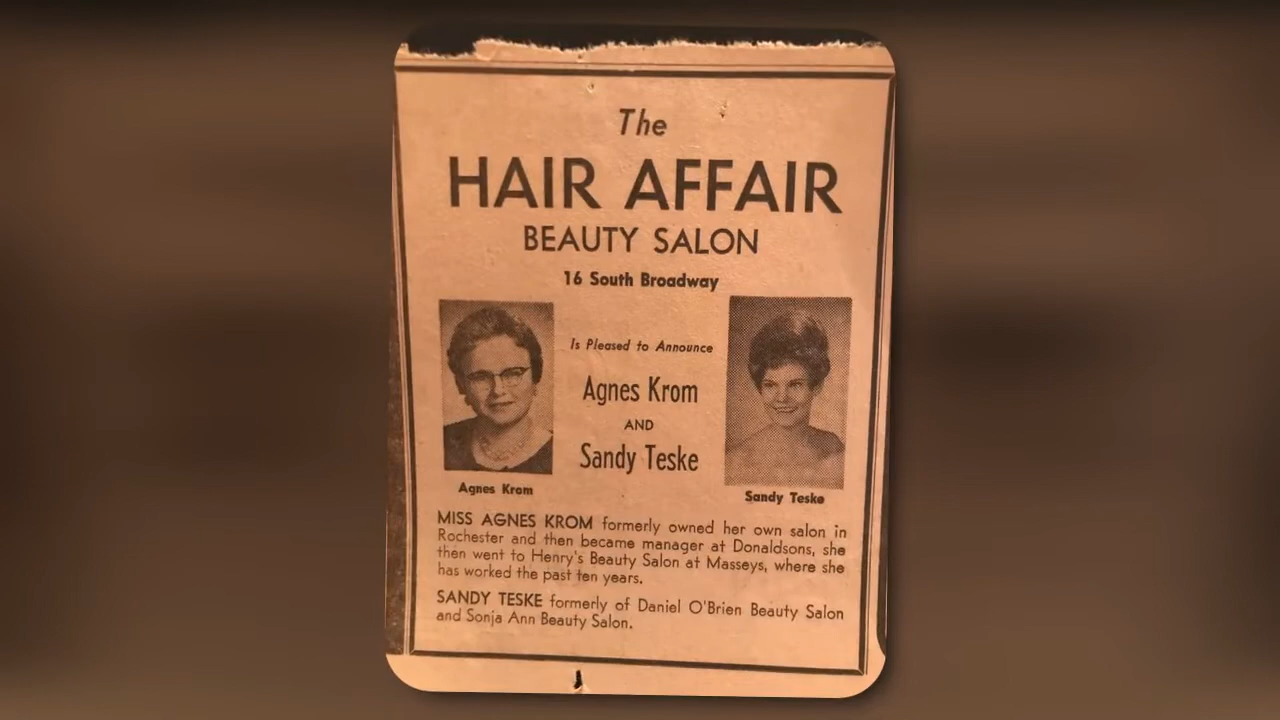 The
HAIR AFFAIR
BEAUTY SALON
16 South Broadway
Is Pleased to Announce
Agnes Krom
AND
Sandy Teske
Agnes Krom
Sandy Teske
MISS AGNES KROM formerly owned her own salon in
Rochester and then became manager at Donaldsons, she
then went to Henry's Beauty Salon at Masseys, where she
has worked the past ten years.
SANDY TESKE formerly of Daniel O'Brien Beauty Salon
and Sonja Ann Beauty Salon.